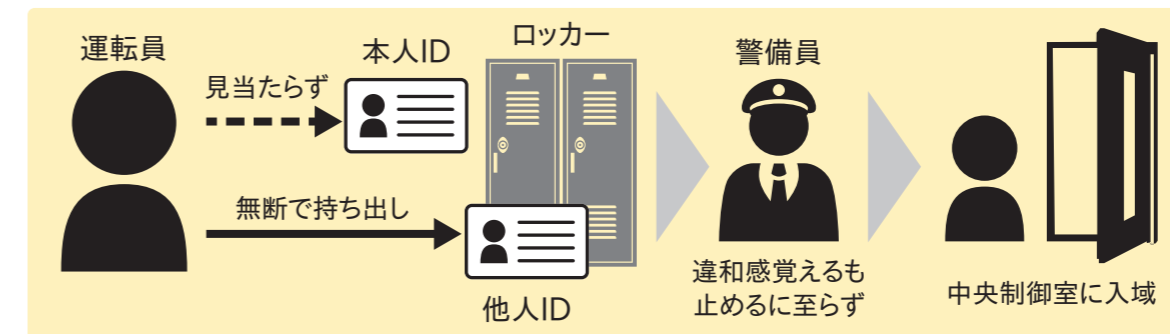 運転員
本人ID
ロッカー
警備員
見当たらず
無断で持ち出し
他人ID
違和感覚えるも
止めるに至らず
中央制御室に入域